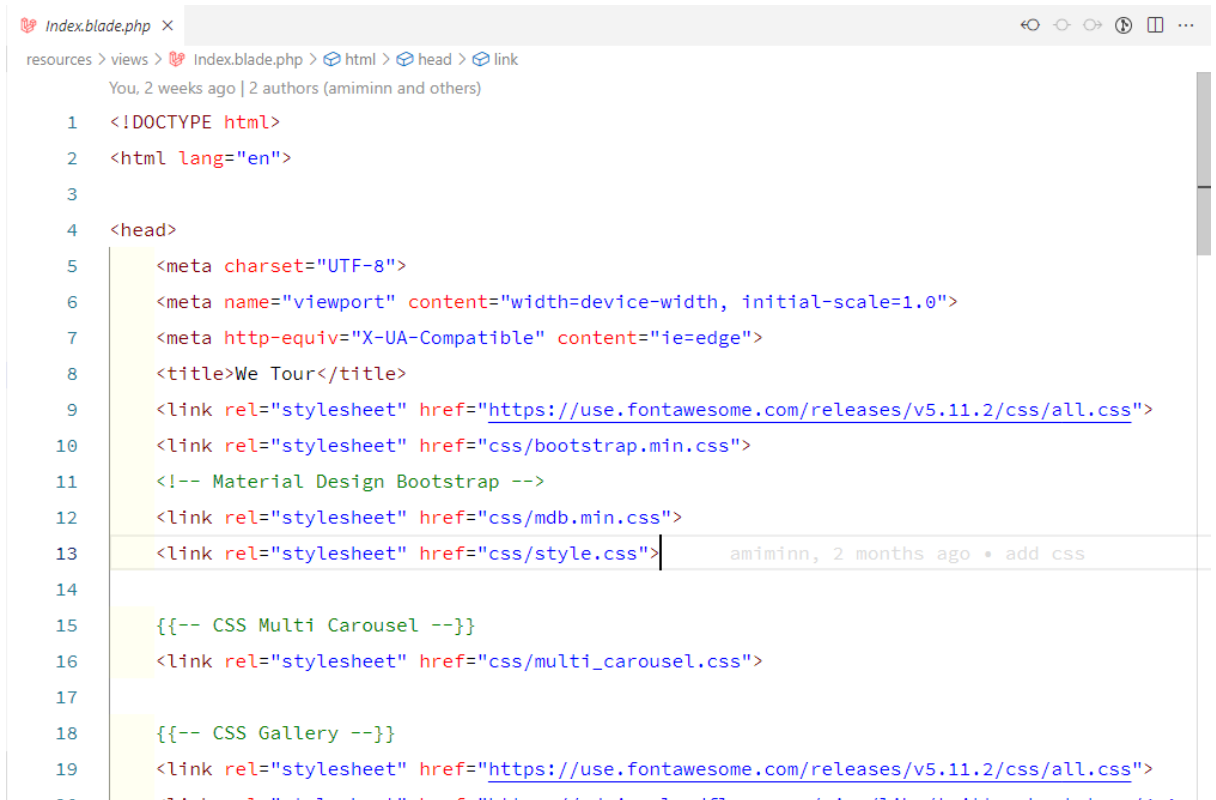 Index.blade.php
resources > views > Index.blade.php > html > head > link
You, 2 weeks ago | 2 authors (amiminn and others)
1 <!DOCTYPE html>
2 <html lang="en">
3
4 <head>
5 <meta charset="UTF-8">
6 <meta name="viewport" content="width=device-width, initial-scale=1.0">
7 <meta http-equiv="X-UA-Compatible" content="ie=edge">
8 <title>We Tour</title>
9 <link rel="stylesheet" href="https://use.fontawesome.com/releases/v5.11.2/css/all.css">
10 <link rel="stylesheet" href="css/bootstrap.min.css">
11 <!-- Material Design Bootstrap -->
12 <link rel="stylesheet" href="css/mdb.min.css">
13 <link rel="stylesheet" href="css/style.css"> amiminn, 2 months ago • add css
14
15 {{-- CSS Multi Carousel --}}
16 <link rel="stylesheet" href="css/multi_carousel.css">
17
18 {{-- CSS Gallery --}}
19 <link rel="stylesheet" href="https://use.fontawesome.com/releases/v5.11.2/css/all.css">